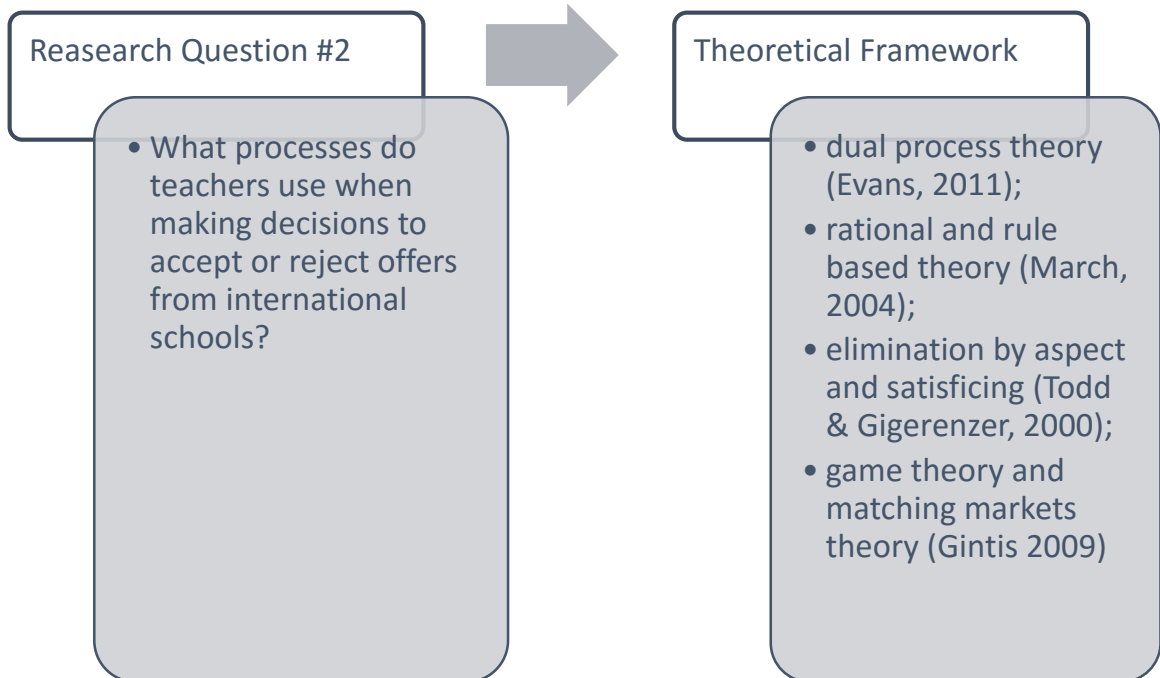 Reasearch Question #2
• What processes do
teachers use when
making decisions to
accept or reject offers
from international
schools?
Theoretical Framework
• dual process theory
(Evans, 2011);
• rational and rule
based theory (March,
2004);
• elimination by aspect
and satisficing (Todd
& Gigerenzer, 2000);
• game theory and
matching markets
theory (Gintis 2009)